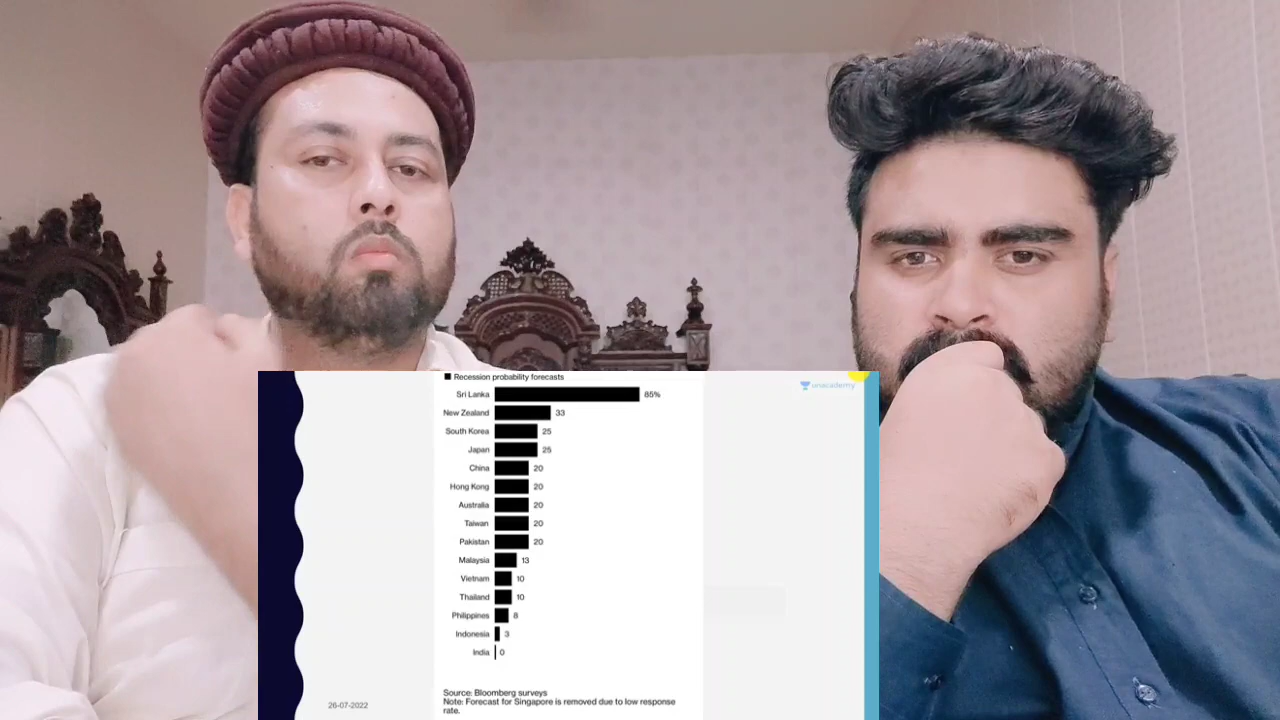 Recession probability forecasts
unacademy
Sri Lanka 85%
New Zealand 33
South Korea 25
Japan 25
China 20
Hong Kong 20
Australia 20
Taiwan 20
Pakistan 20
Malaysia 13
Vietnam 10
Thailand 10
Philippines 8
Indonesia 3
India 0
Source: Bloomberg surveys
Note: Forecast for Singapore is removed due to low response
rate.
26-07-2022